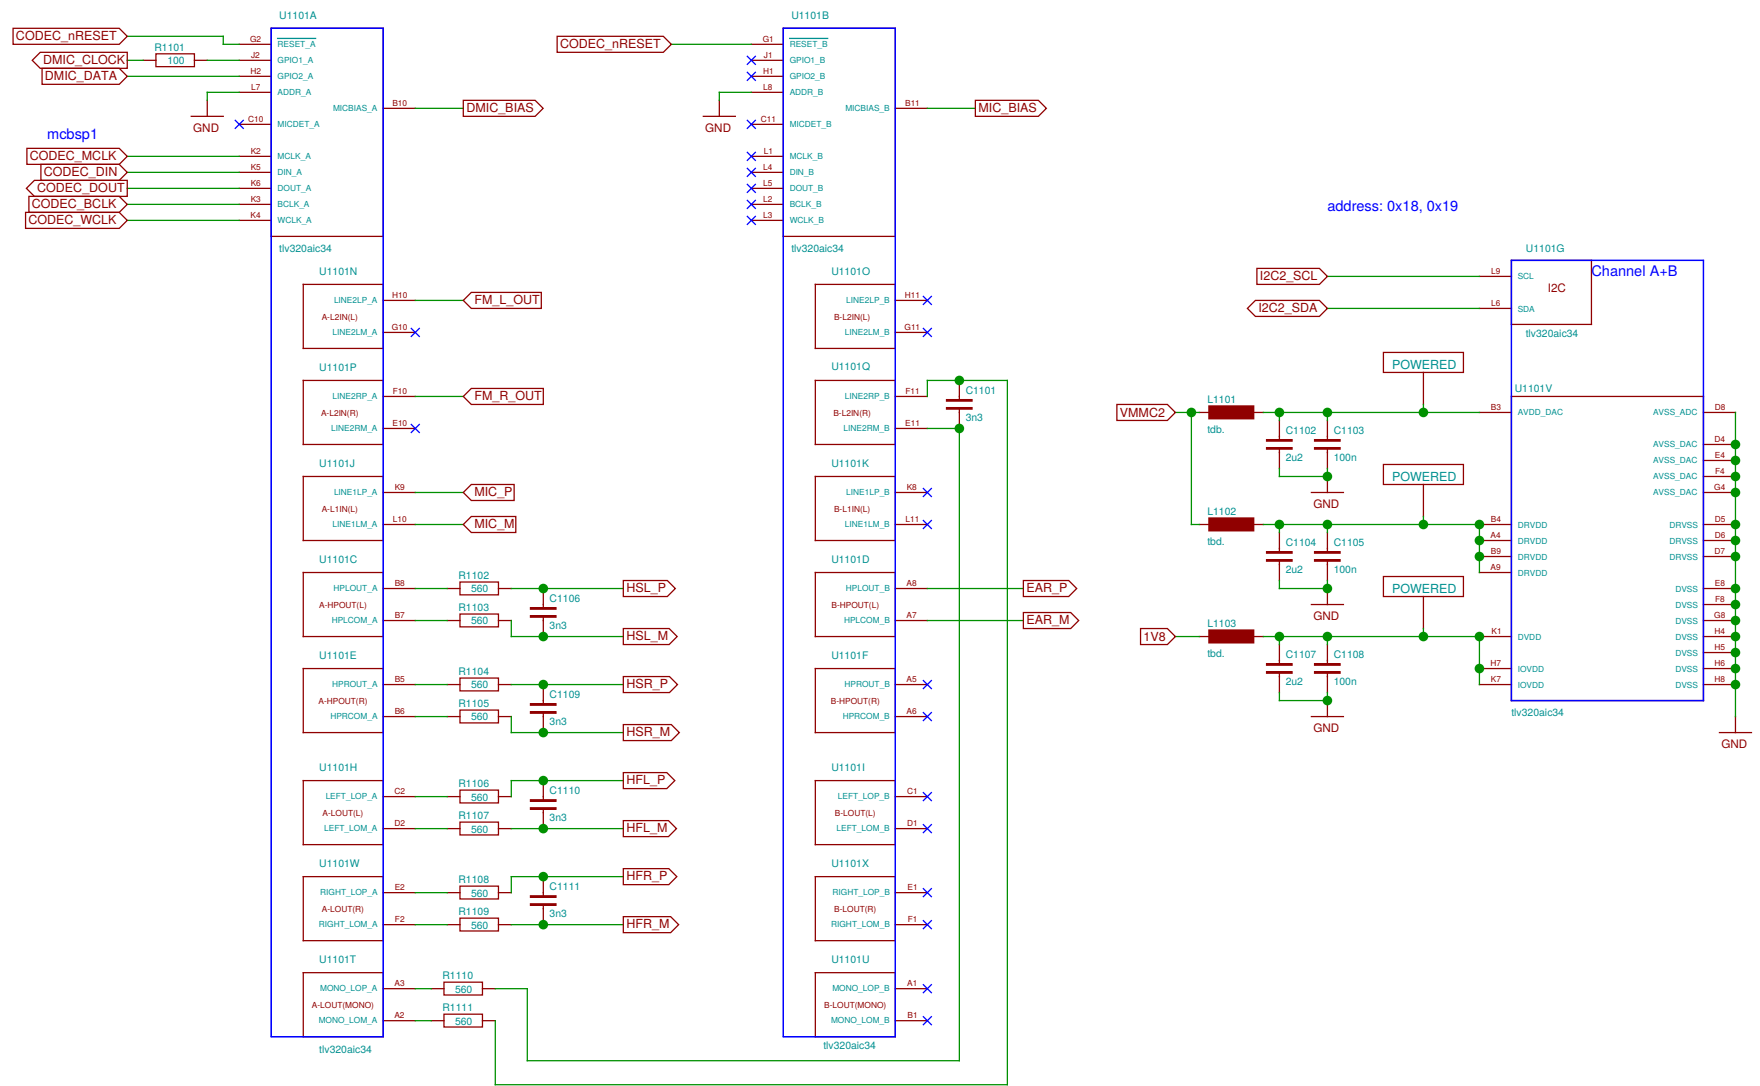 U1101A
CODEC_nRESET
G2 RESET_A
R1101
DMIC_CLOCK 100 J2 GPIO1_A
DMIC_DATA H2 GPIO2_A
L7 ADDR_A
GND
MICBIAS_A B10 DMIC_BIAS
C10 MICDET_A
mcbsp1
CODEC_MCLK K2 MCLK_A
CODEC_DIN K5 DIN_A
CODEC_DOUT K6 DOUT_A
CODEC_BCLK K3 BCLK_A
CODEC_WCLK K4 WCLK_A
tlv320aic34
U1101N
LINE2LP_A H10 FM_L_OUT
A-L2IN(L)
LINE2LM_A G10
U1101P
LINE2RP_A F10 FM_R_OUT
A-L2IN(R)
LINE2RM_A E10
U1101J
LINE1LP_A K9 MIC_P
A-L1IN(L)
LINE1LM_A L10 MIC_M
U1101C
R1102
HPLOUT_A B8 560 HSL_P
A-HPOUT(L)
C1106
R1103
HPLCOM_A B7 560
3n3
HSL_M
U1101E
R1104
HPROUT_A B5 560 HSR_P
A-HPOUT(R)
C1109
R1105
HPRCOM_A B6 560
3n3
HSR_M
U1101H
HFL_P
R1106
LEFT_LOP_A C2 560
C1110
A-LOUT(L)
R1107
3n3
LEFT_LOM_A D2 560 HFL_M
U1101W
HFR_P
R1108
RIGHT_LOP_A E2 560
C1111
A-LOUT(R)
R1109
3n3
RIGHT_LOM_A F2 560 HFR_M
U1101T
R1110
MONO_LOP_A A3 560
A-LOUT(MONO)
R1111
MONO_LOM_A A2 560
tlv320aic34
U1101B
CODEC_nRESET G1 RESET_B
J1 GPIO1_B
H1 GPIO2_B
L8 ADDR_B
GND
MICBIAS_B B11 MIC_BIAS
C11 MICDET_B
L1 MCLK_B
L4 DIN_B
L5 DOUT_B
L2 BCLK_B
L3 WCLK_B
tlv320aic34
U1101O
LINE2LP_B H11
B-L2IN(L)
LINE2LM_B G11
U1101Q
LINE2RP_B F11
C1101
B-L2IN(R)
3n3
LINE2RM_B E11
U1101K
LINE1LP_B K8
B-L1IN(L)
LINE1LM_B L11
U1101D
HPLOUT_B A8 EAR_P
B-HPOUT(L)
HPLCOM_B A7 EAR_M
U1101F
HPROUT_B A5
B-HPOUT(R)
HPRCOM_B A6
U1101I
LEFT_LOP_B C1
B-LOUT(L)
LEFT_LOM_B D1
U1101X
RIGHT_LOP_B E1
B-LOUT(R)
RIGHT_LOM_B F1
U1101U
MONO_LOP_B A1
B-LOUT(MONO)
MONO_LOM_B B1
tlv320aic34
address: 0x18, 0x19
U1101G
Channel A+B
I2C2_SCL L9 SCL
I2C
I2C2_SDA L6 SDA
tlv320aic34
POWERED
U1101V
L1101
VMMC2 B3 AVDD_DAC AVSS_ADC D8
tdb. C1102 C1103
AVSS_DAC D4
2u2 100n
AVSS_DAC E4
POWERED
AVSS_DAC F4
AVSS_DAC G4
GND
L1102
B4 DRVDD DRVSS D5
tbd. C1104 C1105
A4 DRVDD DRVSS D6
B9 DRVDD DRVSS D7
2u2 100n
A9 DRVDD
POWERED
DVSS E8
DVSS F8
GND
DVSS G8
L1103
1V8 K1 DVDD DVSS H4
tbd. C1107 C1108
DVSS H5
H7 IOVDD DVSS H6
2u2 100n
K7 IOVDD DVSS H8
tlv320aic34
GND
GND